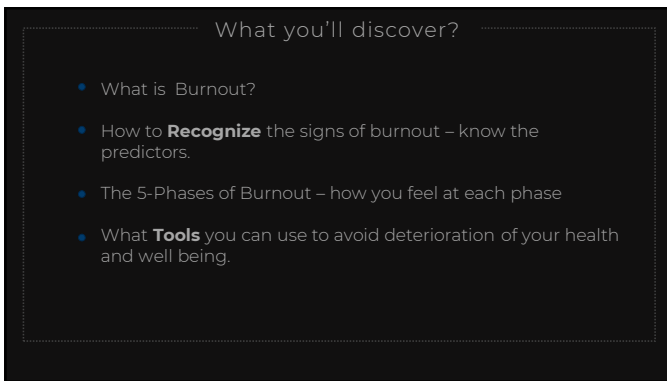 What you'll discover?
What is Burnout?
How to Recognize the signs of burnout – know the
predictors.
The 5-Phases of Burnout – how you feel at each phase
What Tools you can use to avoid deterioration of your health
and well being.